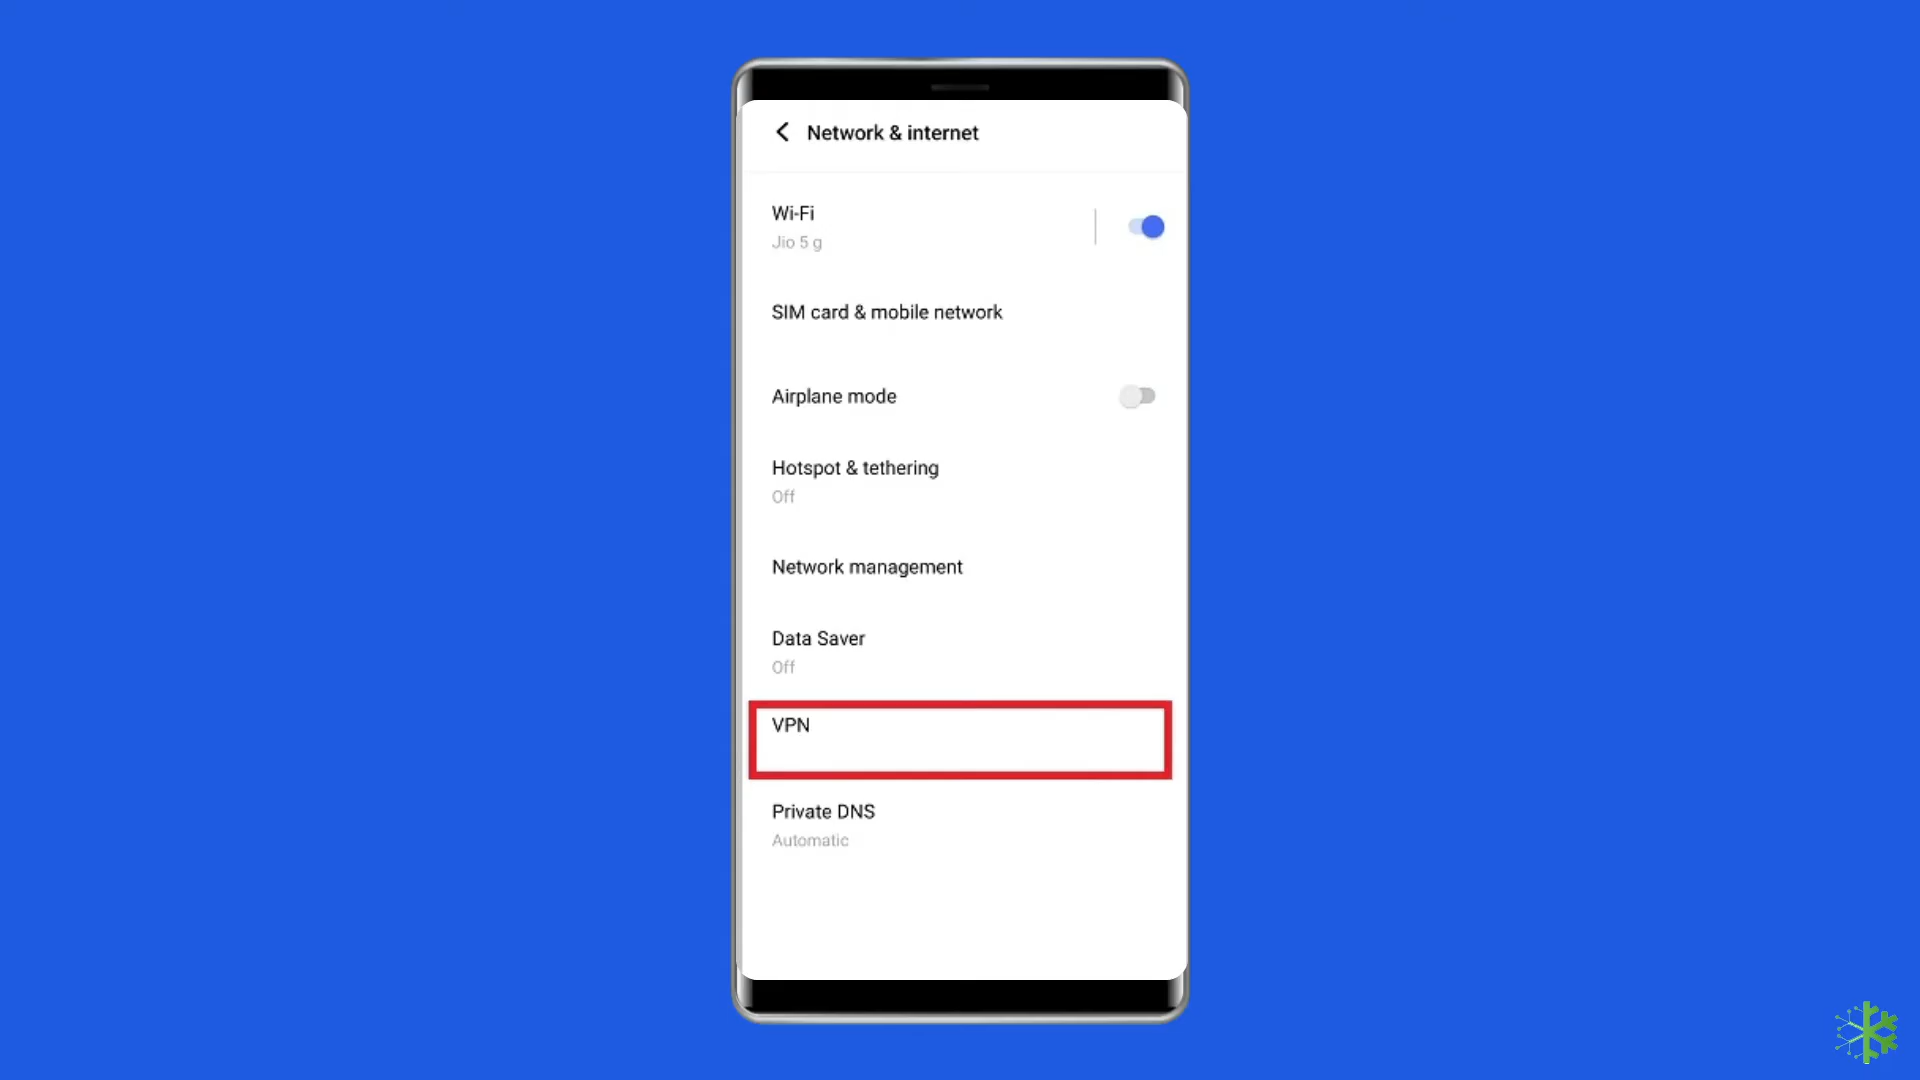 Network & internet
Wi-Fi
Jio 5 g
SIM card & mobile network
Airplane mode
Hotspot & tethering
Off
Network management
Data Saver
Off
VPN
Private DNS
Automatic